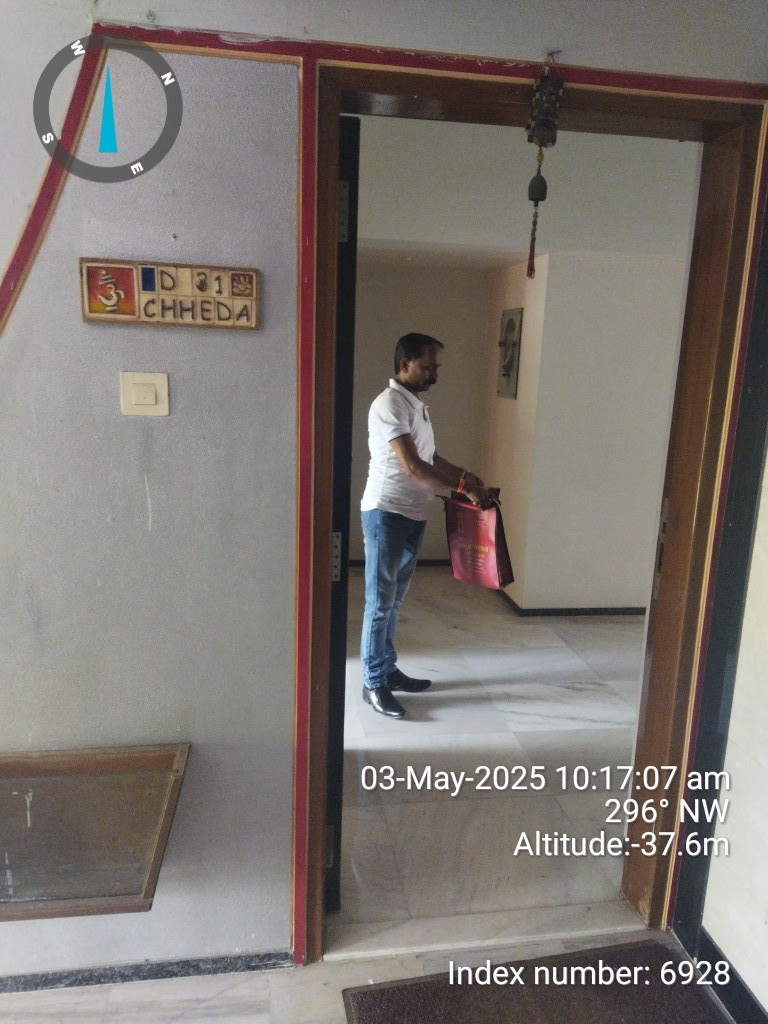 W
N
S
E
ॐ D 31
CHHEDA
03-May-2025 10:17:07 am
296° NW
Altitude:-37.6m
Index number: 6928